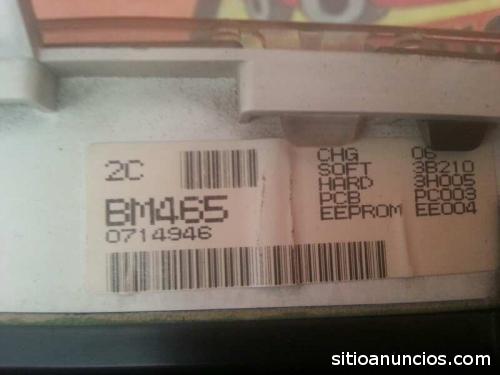 2C
BM465
0714946
CHG 06
SOFT 3B210
HARD 3H005
PCB PC003
EEPROM EE004
sitioanuncios.com